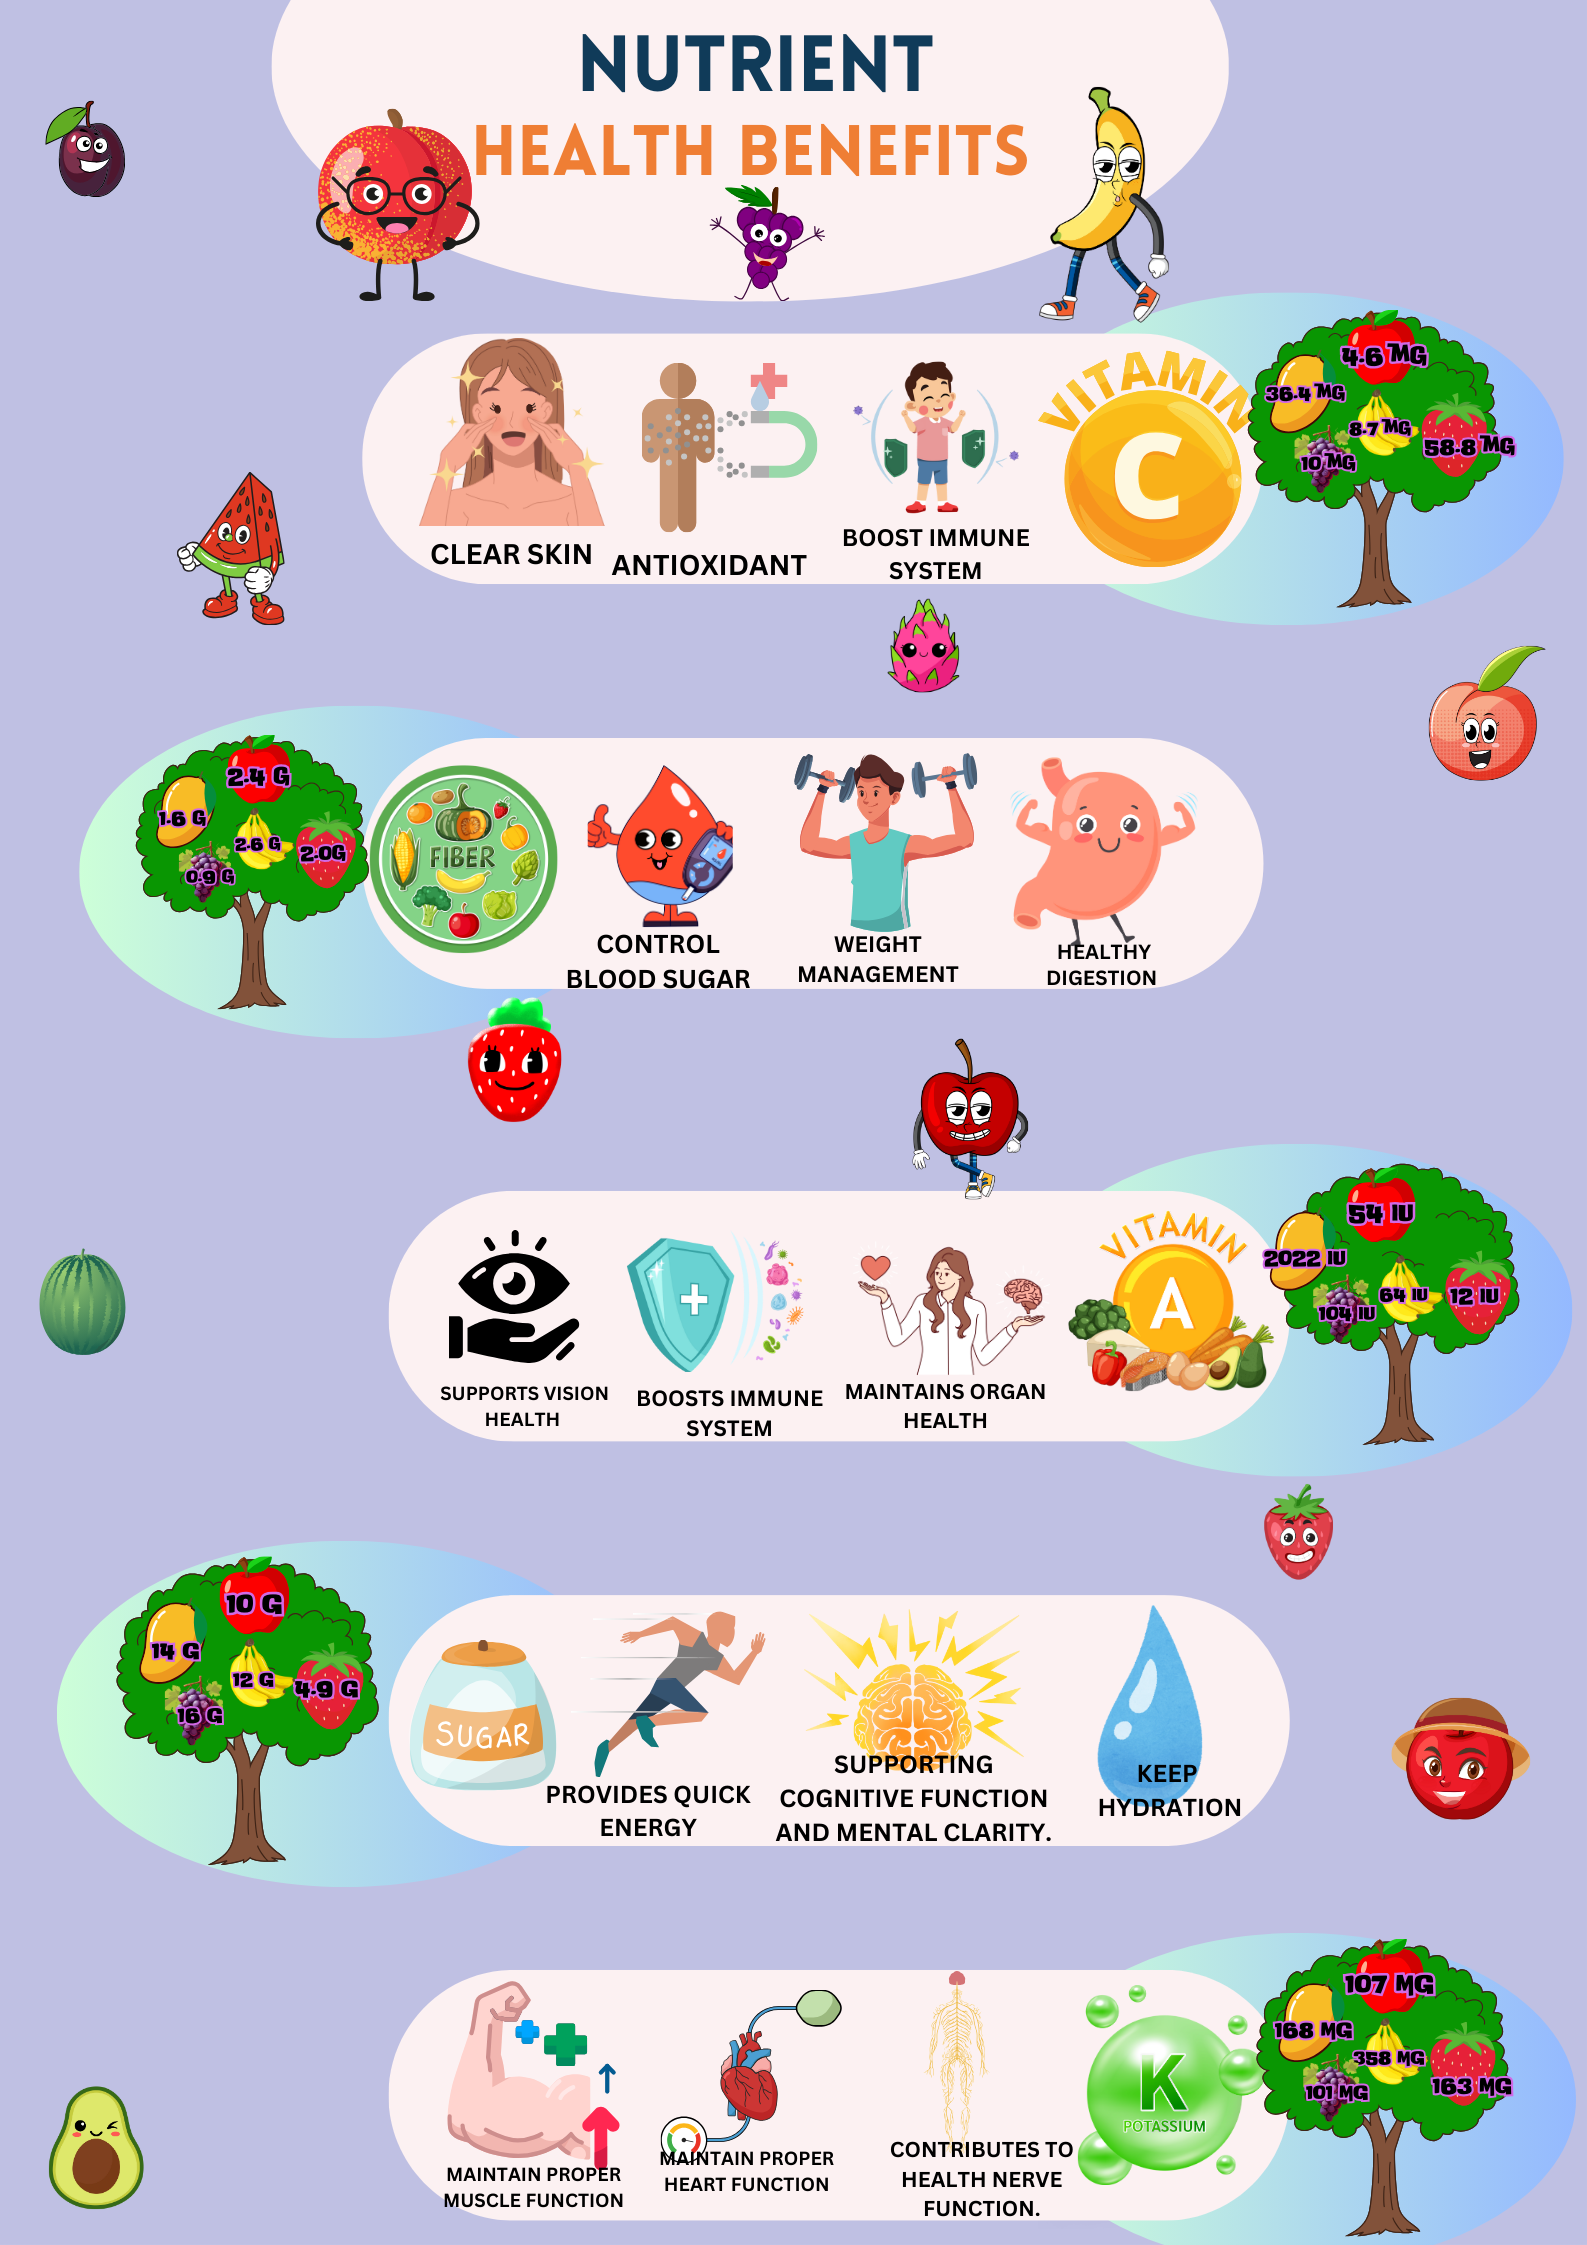 NUTRIENT
HEALTH BENEFITS
CLEAR SKIN
ANTIOXIDANT
BOOST IMMUNE
SYSTEM
VITAMIN
C
4.6 MG
36.4 MG
8.7 MG
58.8 MG
10 MG
2.4 G
1.6 G
2.6 G
2.0G
0.9 G
FIBER
CONTROL
BLOOD SUGAR
WEIGHT
MANAGEMENT
HEALTHY
DIGESTION
SUPPORTS VISION
HEALTH
BOOSTS IMMUNE
SYSTEM
MAINTAINS ORGAN
HEALTH
VITAMIN
A
54 IU
2022 IU
64 IU
12 IU
104 IU
10 G
14 G
12 G
4.9 G
16 G
SUGAR
PROVIDES QUICK
ENERGY
SUPPORTING
COGNITIVE FUNCTION
AND MENTAL CLARITY.
KEEP
HYDRATION
MAINTAIN PROPER
MUSCLE FUNCTION
MAINTAIN PROPER
HEART FUNCTION
CONTRIBUTES TO
HEALTH NERVE
FUNCTION.
K
POTASSIUM
107 MG
168 MG
358 MG
163 MG
101 MG